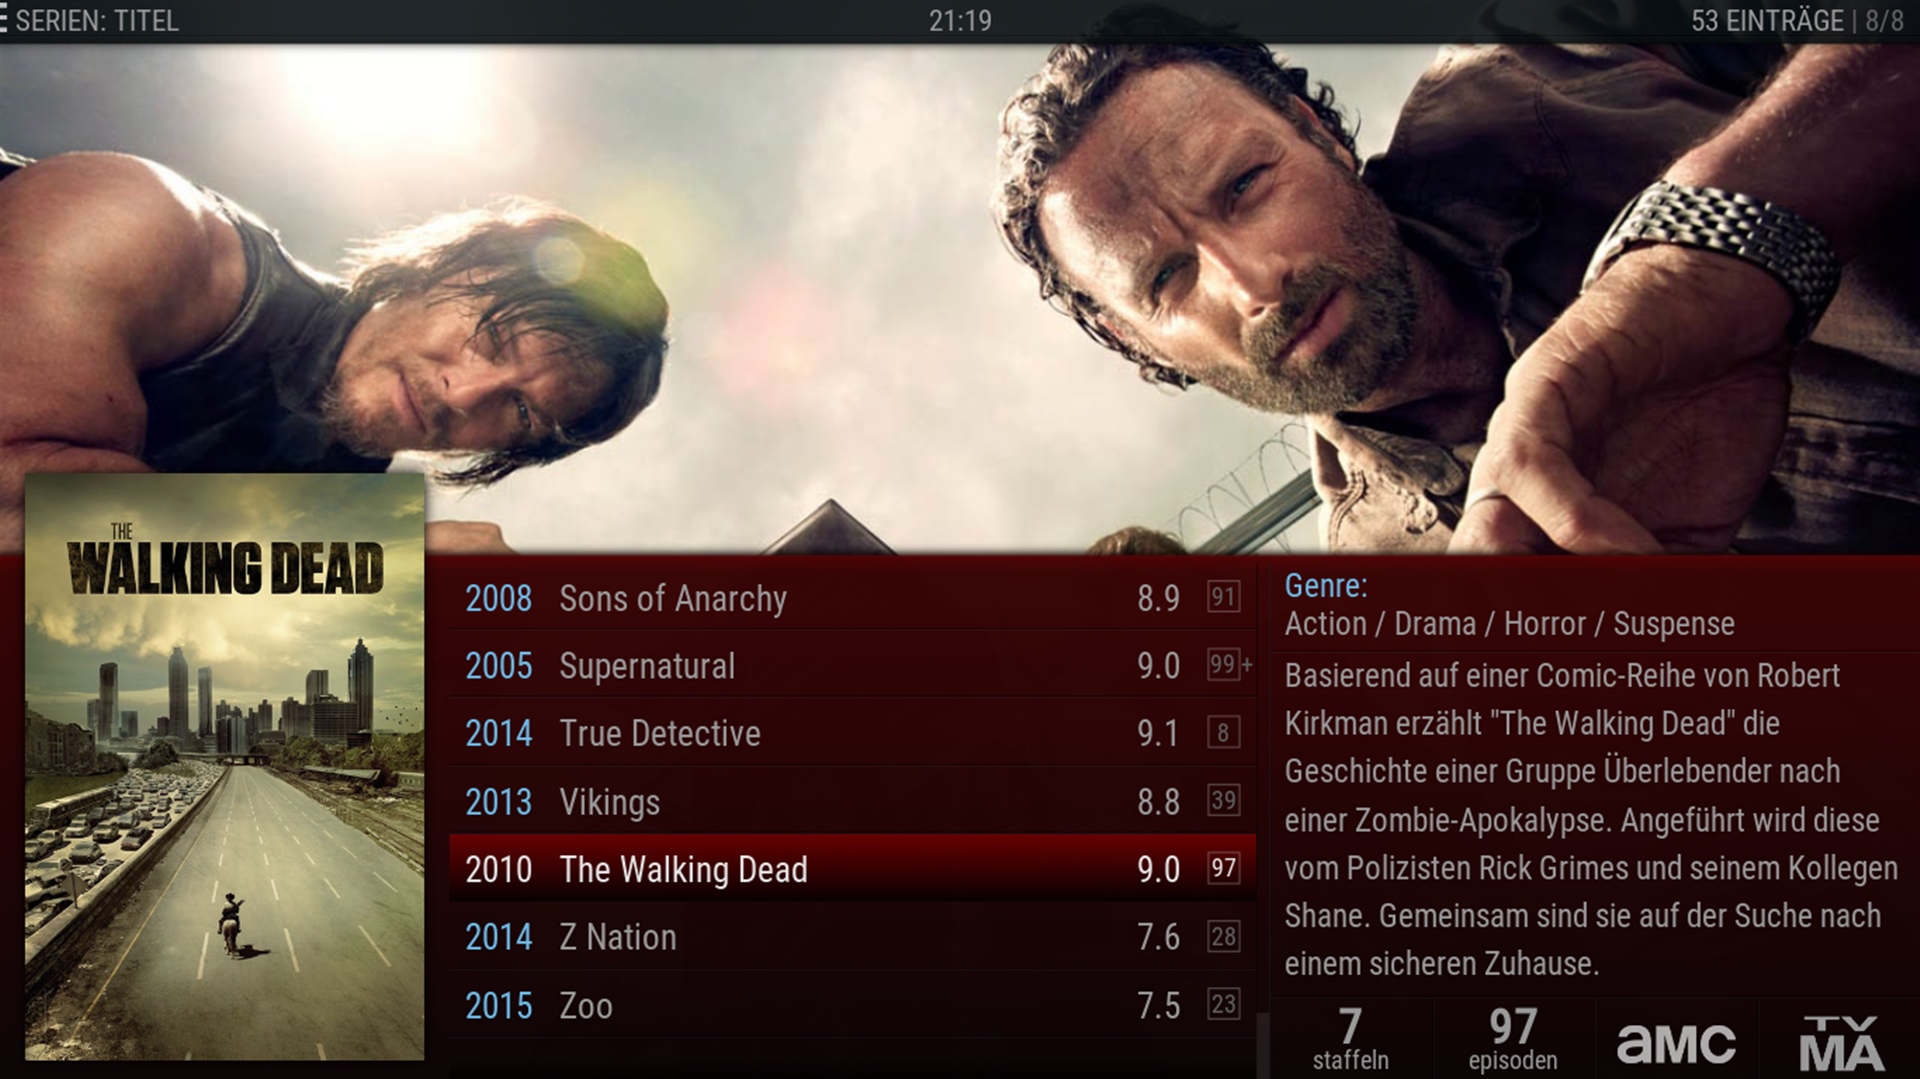 SERIEN: TITEL
21:19
53 EINTRÄGE | 8/8
THE
WALKING DEAD
2008 Sons of Anarchy 8.9 91
2005 Supernatural 9.0 99+
2014 True Detective 9.1 8
2013 Vikings 8.8 39
2010 The Walking Dead 9.0 97
2014 Z Nation 7.6 28
2015 Zoo 7.5 23
Genre:
Action / Drama / Horror / Suspense
Basierend auf einer Comic-Reihe von Robert
Kirkman erzählt "The Walking Dead" die
Geschichte einer Gruppe Überlebender nach
einer Zombie-Apokalypse. Angeführt wird diese
vom Polizisten Rick Grimes und seinem Kollegen
Shane. Gemeinsam sind sie auf der Suche nach
einem sicheren Zuhause.
7
staffeln
97
episoden
aMC
TV
MA